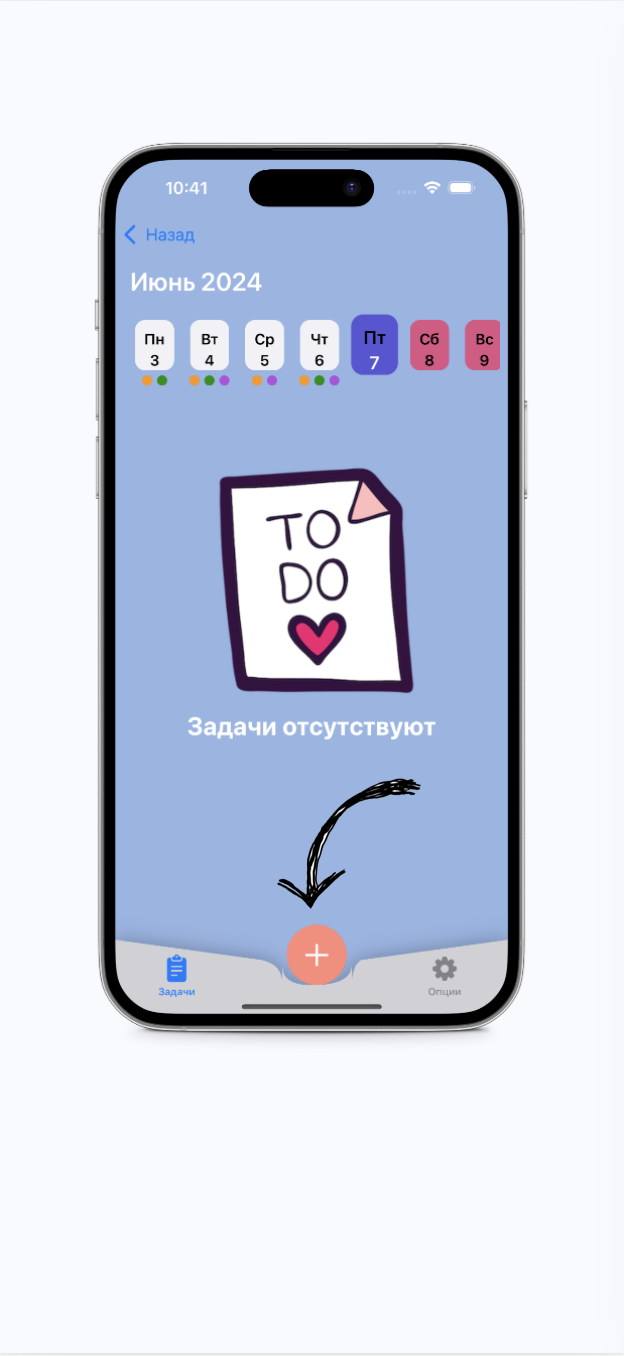 10:41
Назад
Июнь 2024
Пн Вт Ср Чт Пт Сб Вс
3 4 5 6 7 8 9
TO
DO
Задачи отсутствуют
Задачи Опции